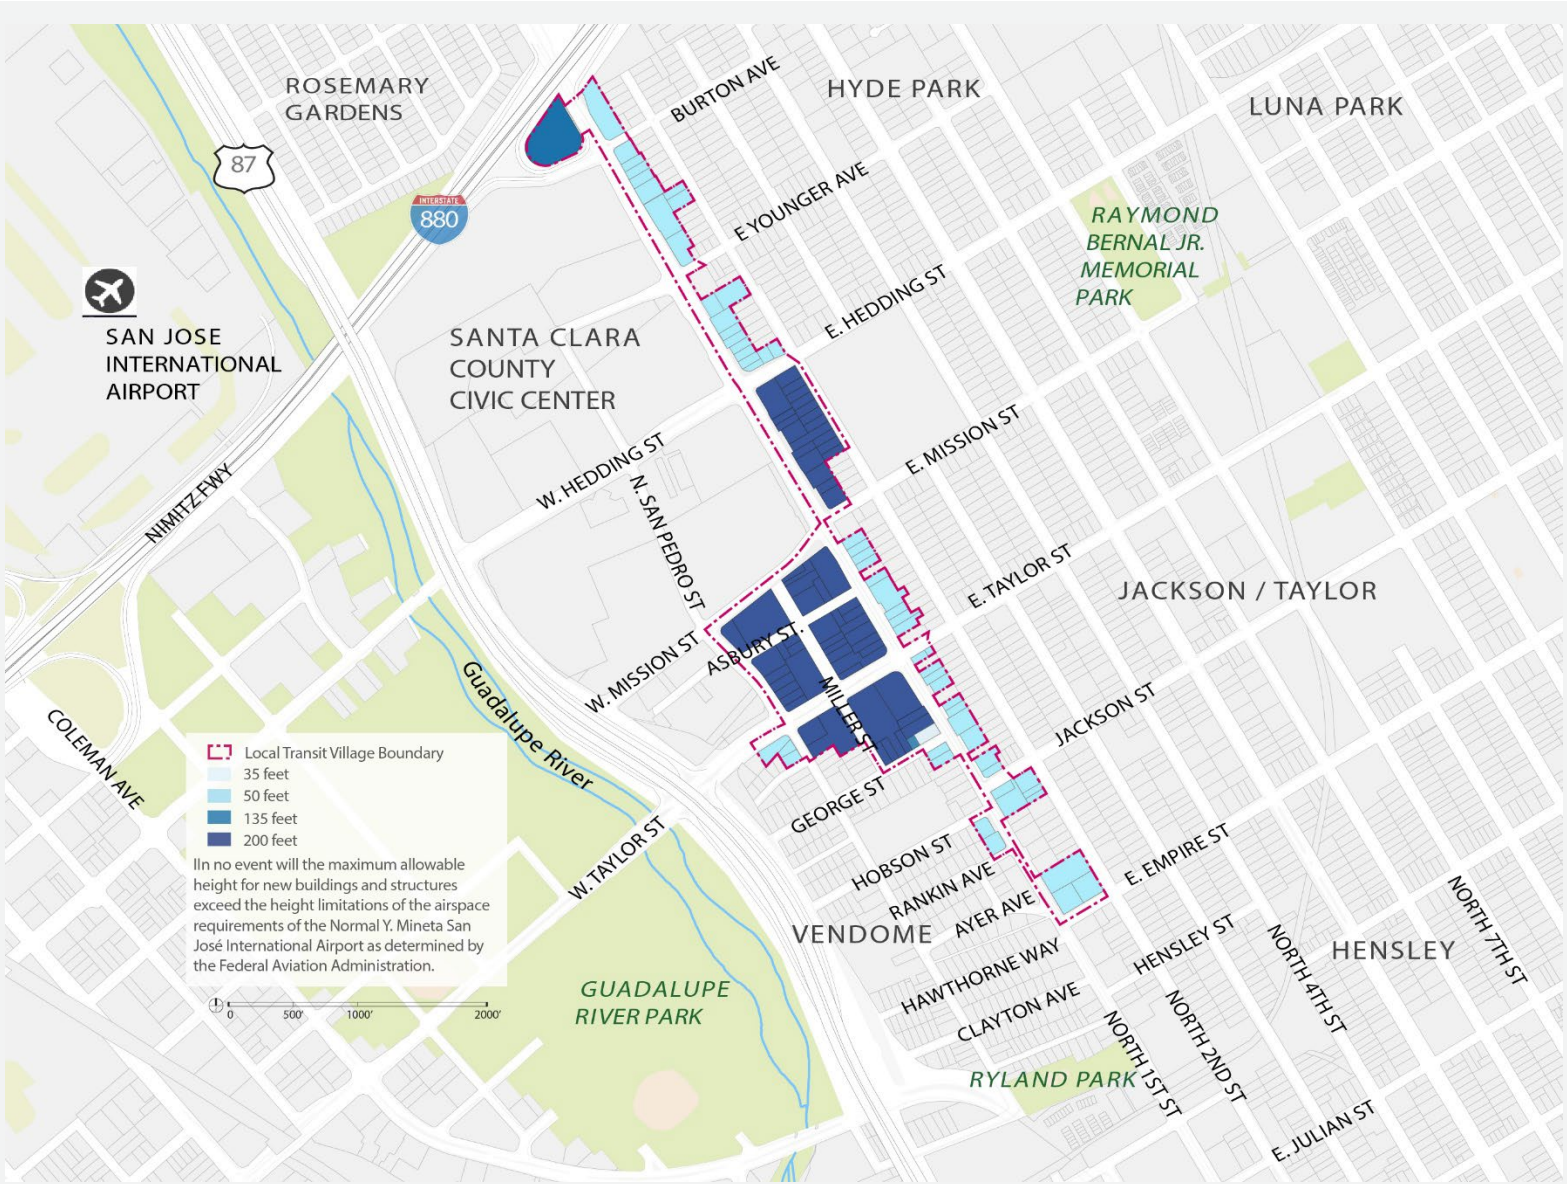 ROSEMARY
GARDENS
BURTON AVE
HYDE PARK
LUNA PARK
87
INTERSTATE
880
E YOUNGER AVE
RAYMOND
BERNAL JR.
MEMORIAL
PARK
E. HEDDING ST
SAN JOSE
INTERNATIONAL
AIRPORT
SANTA CLARA
COUNTY
CIVIC CENTER
E. MISSION ST
W. HEDDING ST
NIMITZ FWY
N. SAN PEDRO ST
E. TAYLOR ST
JACKSON / TAYLOR
W. MISSION ST
ASBURY ST.
MILLER ST
Guadalupe River
JACKSON ST
COLEMAN AVE
Local Transit Village Boundary
35 feet
50 feet
135 feet
200 feet
IIn no event will the maximum allowable
height for new buildings and structures
exceed the height limitations of the airspace
requirements of the Normal Y. Mineta San
José International Airport as determined by
the Federal Aviation Administration.
0 500' 1000' 2000'
GEORGE ST
W. TAYLOR ST
HOBSON ST
RANKIN AVE
AYER AVE
E. EMPIRE ST
VENDOME
HAWTHORNE WAY
HENSLEY ST
HENSLEY
NORTH 7TH ST
NORTH 4TH ST
CLAYTON AVE
GUADALUPE
RIVER PARK
NORTH 2ND ST
NORTH 1ST ST
RYLAND PARK
E. JULIAN ST